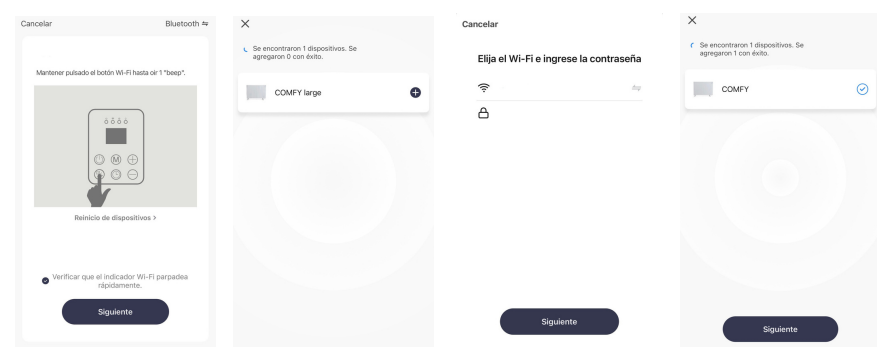 Cancelar
Bluetooth
Mantener pulsado el botón Wi-Fi hasta oir 1 "beep".
M
Reinicio de dispositivos >
Verificar que el indicador Wi-Fi parpadea
rápidamente.
Siguiente
Se encontraron 1 dispositivos. Se
agregaron 0 con éxito.
COMFY large
Cancelar
Elija el Wi-Fi e ingrese la contraseña
Siguiente
Se encontraron 1 dispositivos. Se
agregaron 1 con éxito.
COMFY
Siguiente